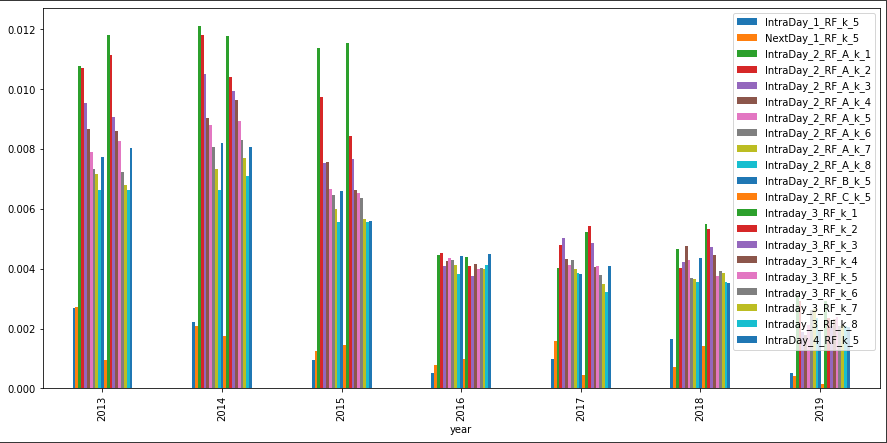 0.012
0.010
0.008
0.006
0.004
0.002
0.000
2013
2014
2015
2016
2017
2018
2019
year
IntraDay_1_RF_k_5
NextDay_1_RF_k_5
IntraDay_2_RF_A_k_1
IntraDay_2_RF_A_k_2
IntraDay_2_RF_A_k_3
IntraDay_2_RF_A_k_4
IntraDay_2_RF_A_k_5
IntraDay_2_RF_A_k_6
IntraDay_2_RF_A_k_7
IntraDay_2_RF_A_k_8
IntraDay_2_RF_B_k_5
IntraDay_2_RF_C_k_5
Intraday_3_RF_k_1
Intraday_3_RF_k_2
Intraday_3_RF_k_3
Intraday_3_RF_k_4
Intraday_3_RF_k_5
Intraday_3_RF_k_6
Intraday_3_RF_k_7
Intraday_3_RF_k_8
IntraDay_4_RF_k_5